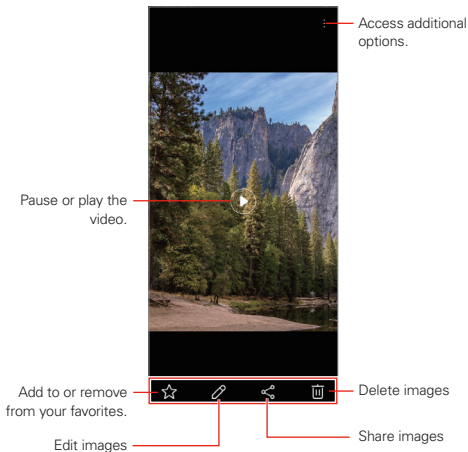 Access additional
options.
Pause or play the
video.
Add to or remove
from your favorites.
Delete images
Edit images
Share images